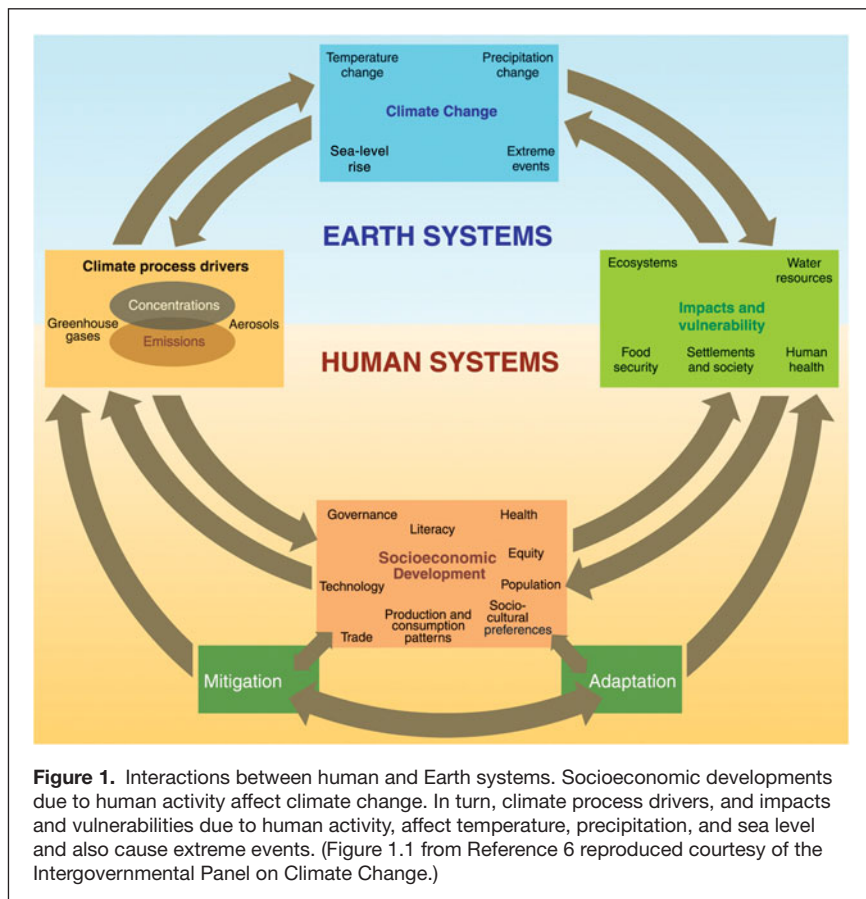 Temperature
change
Precipitation
change
Climate Change
Sea-level
rise
Extreme
events
EARTH SYSTEMS
Climate process drivers
Concentrations
Greenhouse
gases
Aerosols
Emissions
Ecosystems
Water
resources
Impacts and
vulnerability
Food
security
Settlements
and society
Human
health
HUMAN SYSTEMS
Governance
Literacy
Health
Socioeconomic
Development
Equity
Technology
Population
Production and
consumption
patterns
Socio-
cultural
preferences
Trade
Mitigation
Adaptation
Figure 1. Interactions between human and Earth systems. Socioeconomic developments
due to human activity affect climate change. In turn, climate process drivers, and impacts
and vulnerabilities due to human activity, affect temperature, precipitation, and sea level
and also cause extreme events. (Figure 1.1 from Reference 6 reproduced courtesy of the
Intergovernmental Panel on Climate Change.)